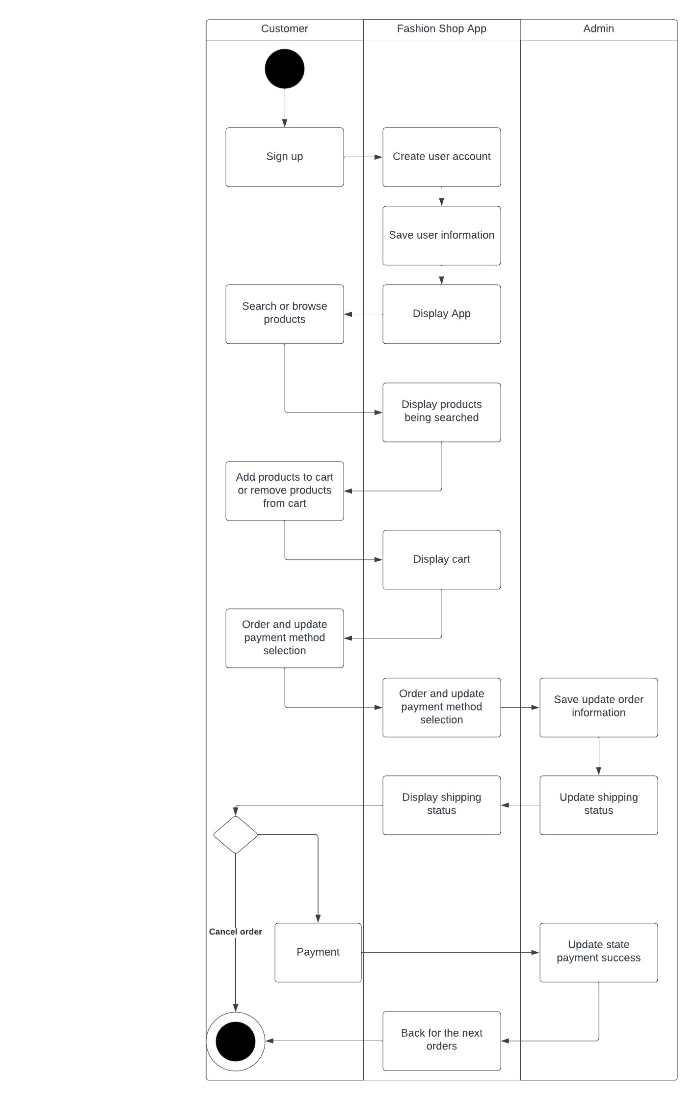 Customer
Fashion Shop App
Admin
Sign up
Create user account
Save user information
Search or browse
products
Display App
Display products
being searched
Add products to cart
or remove products
from cart
Display cart
Order and update
payment method
selection
Order and update
payment method
selection
Save update order
information
Display shipping
status
Update shipping
status
Cancel order
Payment
Update state
payment success
Back for the next
orders